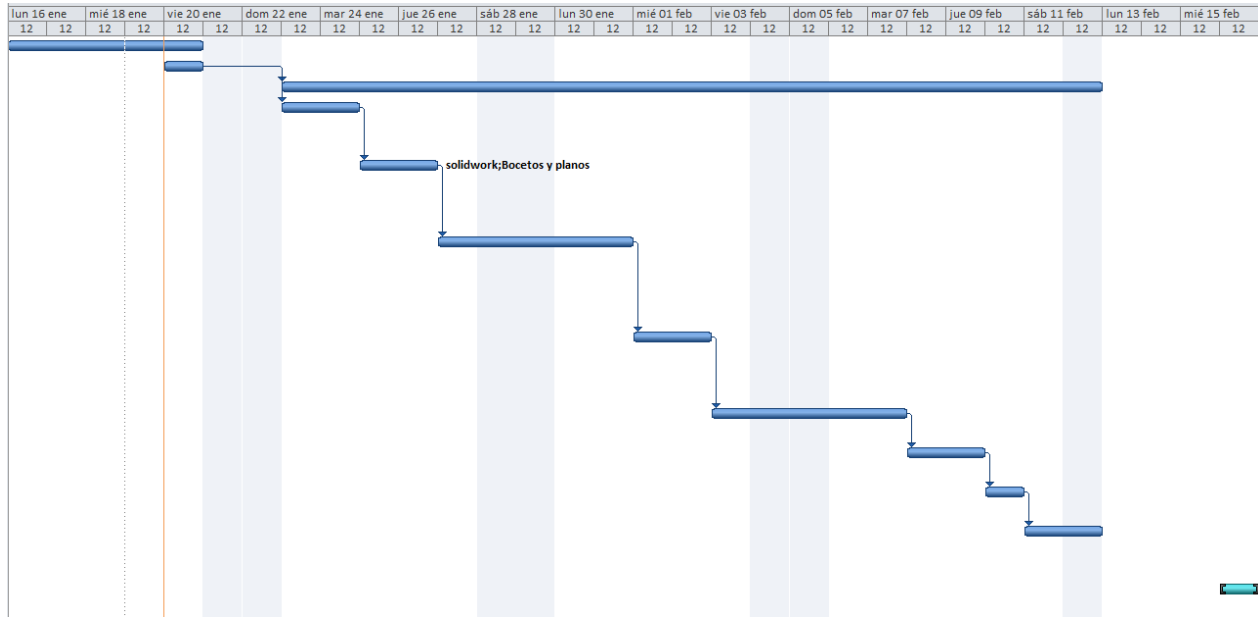 lun 16 ene mié 18 ene vie 20 ene dom 22 ene mar 24 ene jue 26 ene sáb 28 ene lun 30 ene mié 01 feb vie 03 feb dom 05 feb mar 07 feb jue 09 feb sáb 11 feb lun 13 feb mié 15 feb
12 12 12 12 12 12 12 12 12 12 12 12 12 12 12 12 12 12 12 12 12 12 12 12 12 12 12 12 12 12 12 12
solidwork;Bocetos y planos